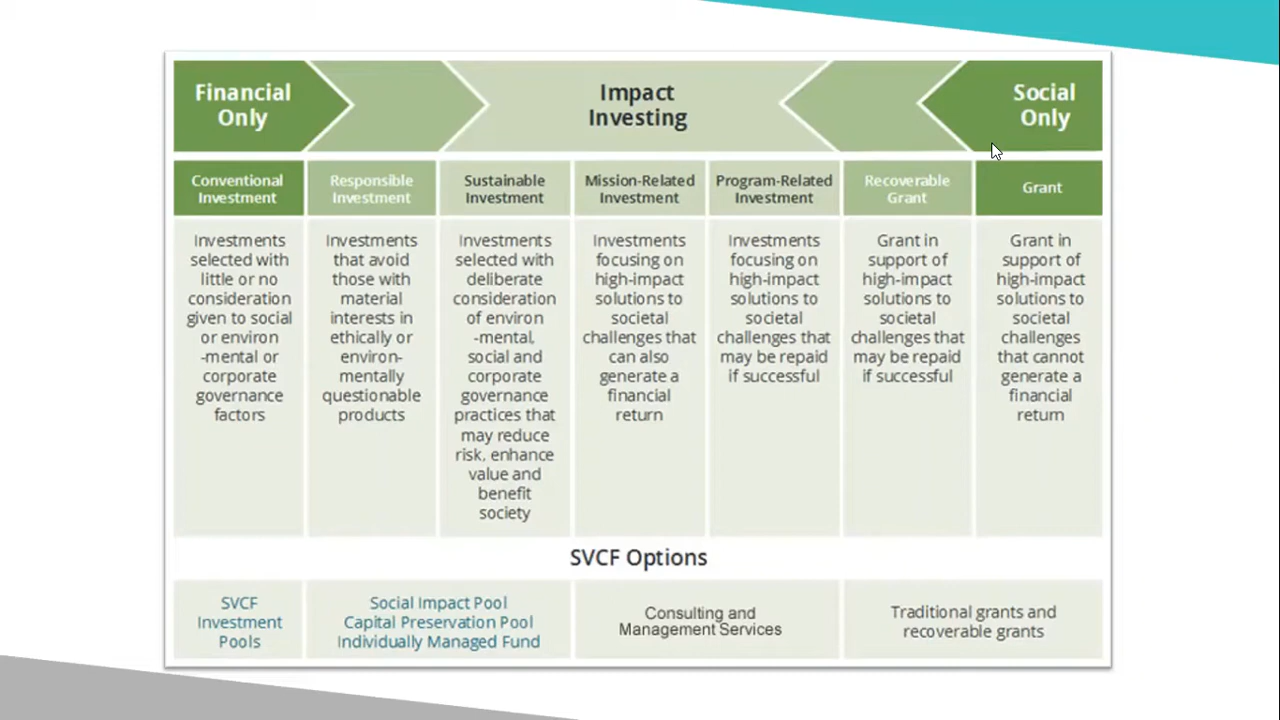 Financial
Only
Impact
Investing
Social
Only
Conventional
Investment
Responsible
Investment
Sustainable
Investment
Mission-Related
Investment
Program-Related
Investment
Recoverable
Grant
Grant
Investments
selected with
little or no
consideration
given to social
or environ
-mental or
corporate
governance
factors
Investments
that avoid
those with
material
interests in
ethically or
environ-
mentally
questionable
products
Investments
selected with
deliberate
consideration
of environ
-mental,
social and
corporate
governance
practices that
may reduce
risk, enhance
value and
benefit
society
Investments
focusing on
high-impact
solutions to
societal
challenges that
can also
generate a
financial
return
Investments
focusing on
high-impact
solutions to
societal
challenges that
may be repaid
if successful
Grant in
support of
high-impact
solutions to
societal
challenges that
may be repaid
if successful
Grant in
support of
high-impact
solutions to
societal
challenges
that cannot
generate a
financial
return
SVCF Options
SVCF
Investment
Pools
Social Impact Pool
Capital Preservation Pool
Individually Managed Fund
Consulting and
Management Services
Traditional grants and
recoverable grants